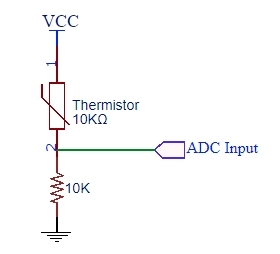 VCC
1
Thermistor
10KΩ
2
ADC Input
10K